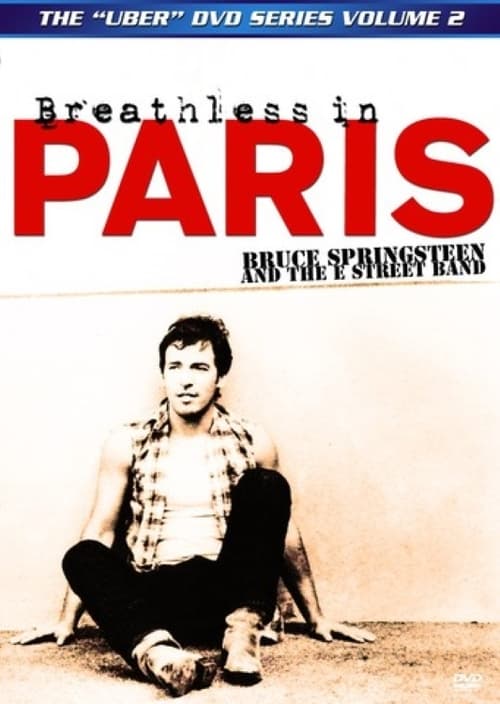 THE "UBER" DVD SERIES VOLUME 2
Breathless in
PARIS
BRUCE SPRINGSTEEN
AND THE E STREET BAND
DVD